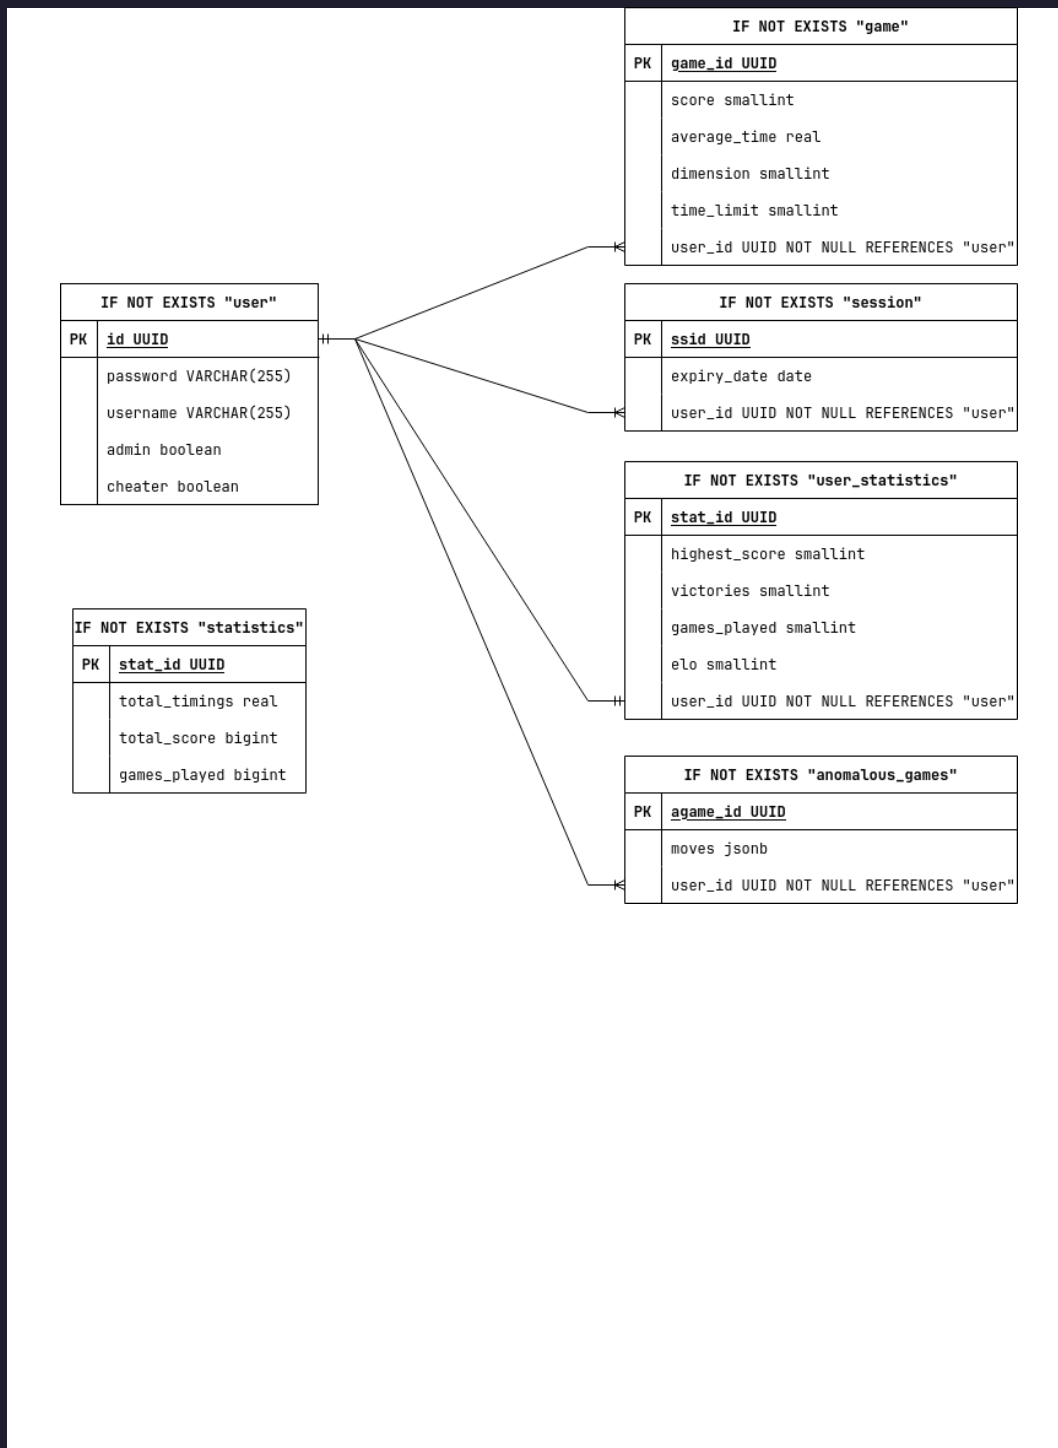 IF NOT EXISTS "game"
PK game_id UUID
score smallint
average_time real
dimension smallint
time_limit smallint
user_id UUID NOT NULL REFERENCES "user"
IF NOT EXISTS "user"
PK id UUID
password VARCHAR(255)
username VARCHAR(255)
admin boolean
cheater boolean
IF NOT EXISTS "session"
PK ssid UUID
expiry_date date
user_id UUID NOT NULL REFERENCES "user"
IF NOT EXISTS "user_statistics"
PK stat_id UUID
highest_score smallint
victories smallint
games_played smallint
elo smallint
user_id UUID NOT NULL REFERENCES "user"
IF NOT EXISTS "statistics"
PK stat_id UUID
total_timings real
total_score bigint
games_played bigint
IF NOT EXISTS "anomalous_games"
PK agame_id UUID
moves jsonb
user_id UUID NOT NULL REFERENCES "user"